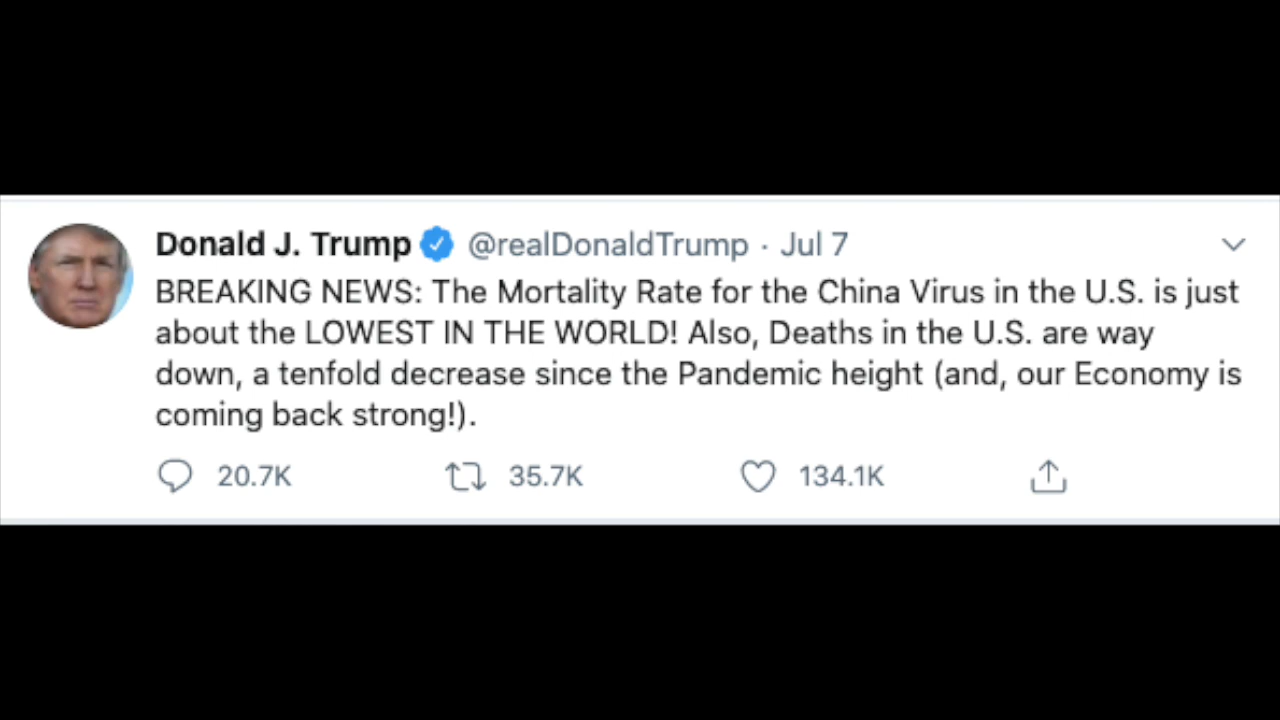 Donald J. Trump @realDonaldTrump · Jul 7
BREAKING NEWS: The Mortality Rate for the China Virus in the U.S. is just
about the LOWEST IN THE WORLD! Also, Deaths in the U.S. are way
down, a tenfold decrease since the Pandemic height (and, our Economy is
coming back strong!).
20.7K 35.7K 134.1K